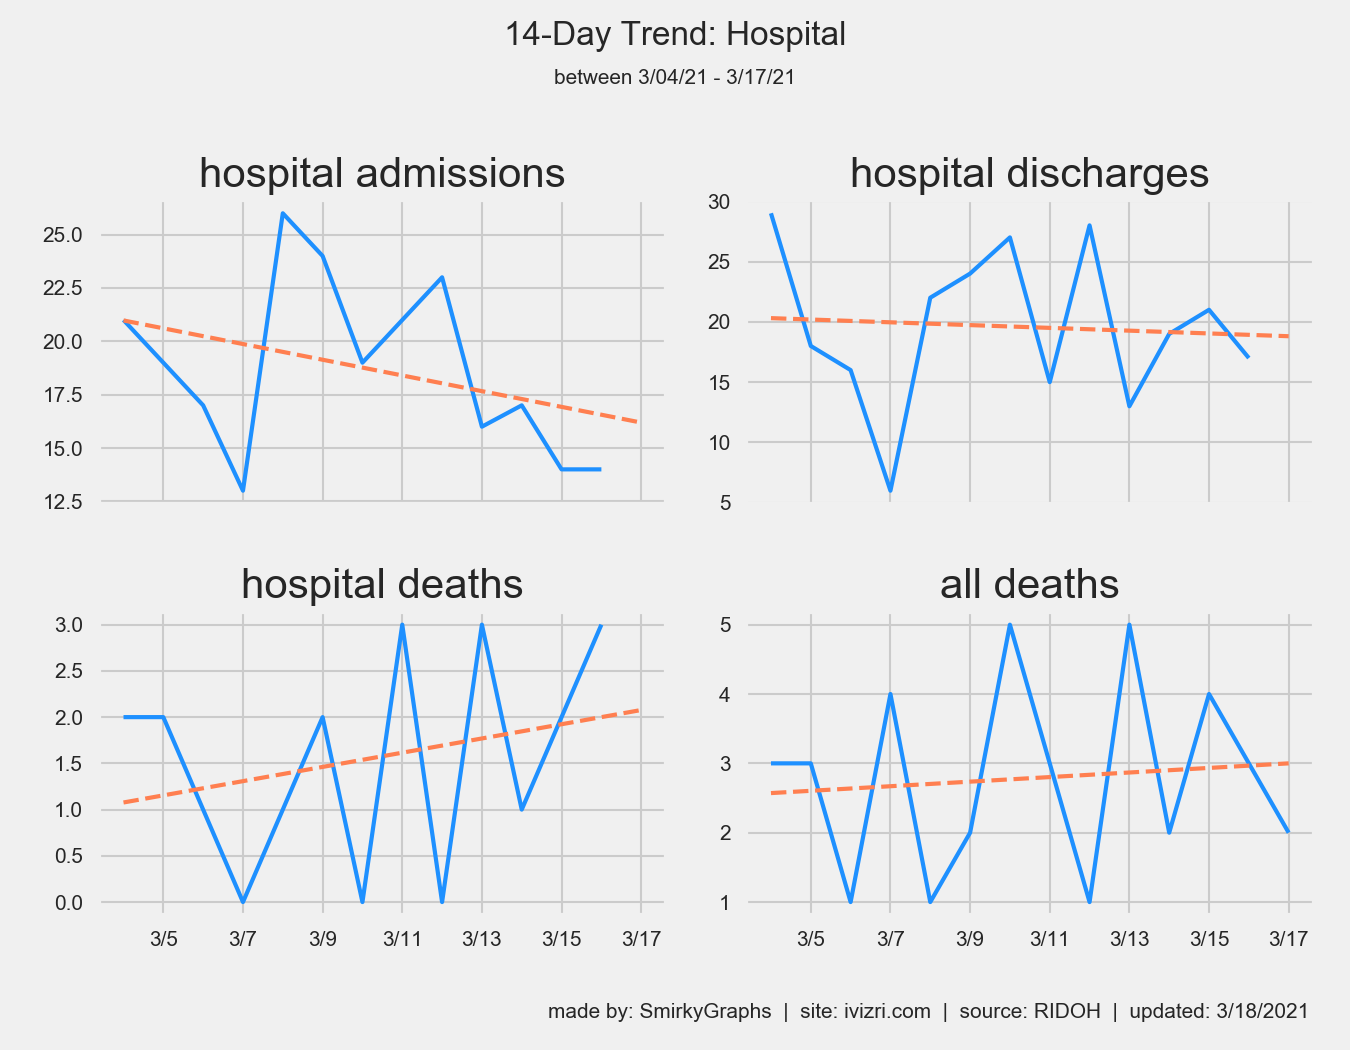 14-Day Trend: Hospital
between 3/04/21 - 3/17/21
hospital admissions
25.0
22.5
20.0
17.5
15.0
12.5
hospital discharges
30
25
20
15
10
5
hospital deaths
3.0
2.5
2.0
1.5
1.0
0.5
0.0
3/5 3/7 3/9 3/11 3/13 3/15 3/17
all deaths
5
4
3
2
1
3/5 3/7 3/9 3/11 3/13 3/15 3/17
made by: SmirkyGraphs | site: ivizri.com | source: RIDOH | updated: 3/18/2021